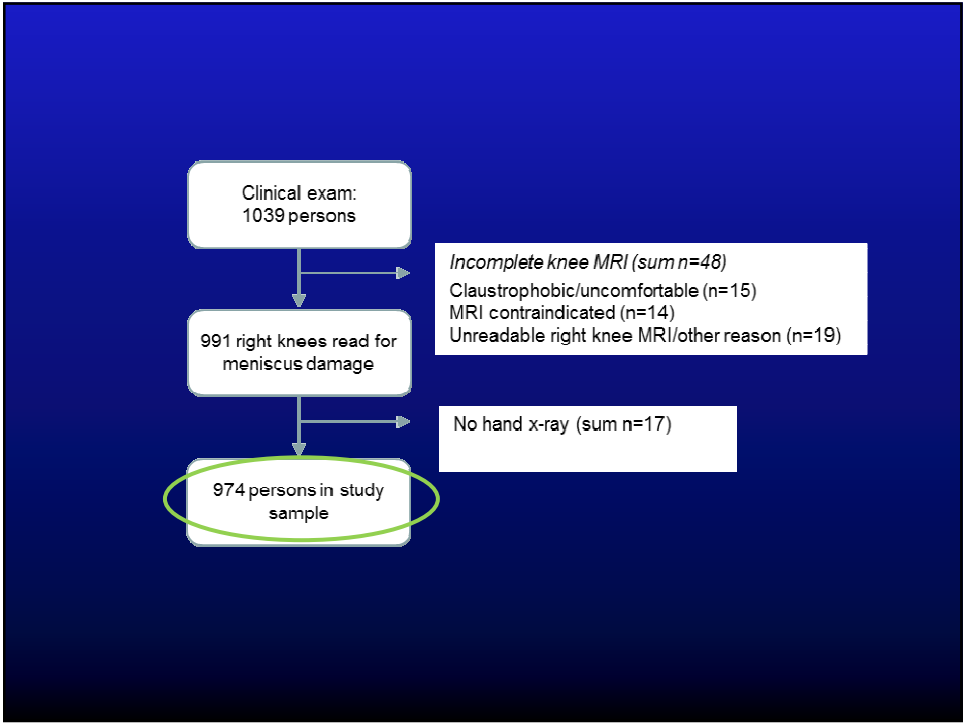 Clinical exam:
1039 persons
Incomplete knee MRI (sum n=48)
Claustrophobic/uncomfortable (n=15)
MRI contraindicated (n=14)
Unreadable right knee MRI/other reason (n=19)
991 right knees read for
meniscus damage
No hand x-ray (sum n=17)
974 persons in study
sample